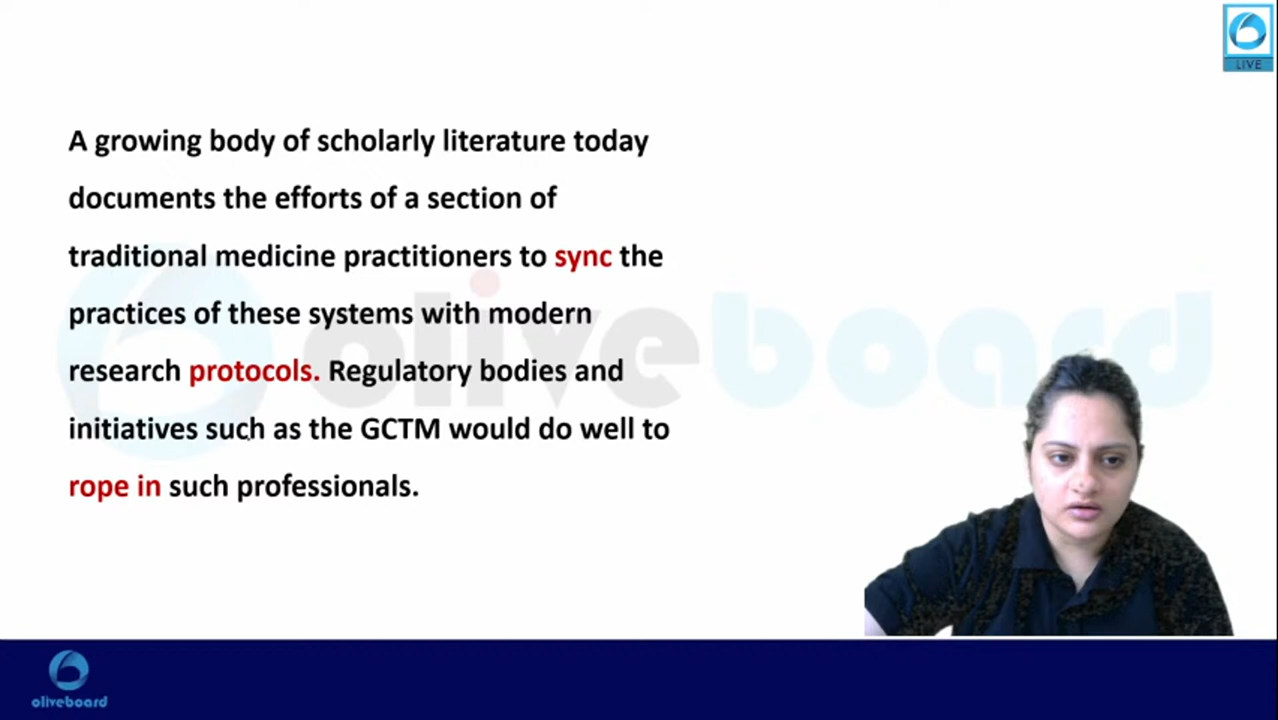 LIVE
A growing body of scholarly literature today
documents the efforts of a section of
traditional medicine practitioners to sync the
practices of these systems with modern
research protocols. Regulatory bodies and
initiatives such as the GCTM would do well to
rope in such professionals.
oliveboard
oliveboard